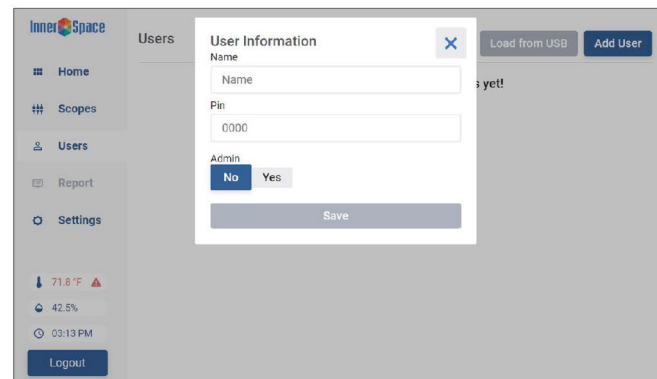 InnerSpace
Home
Scopes
Users
Report
Settings
71.8 °F
42.5%
03:13 PM
Logout
Users
Load from USB
Add User
s yet!
User Information
Name
Name
Pin
0000
Admin
No Yes
Save